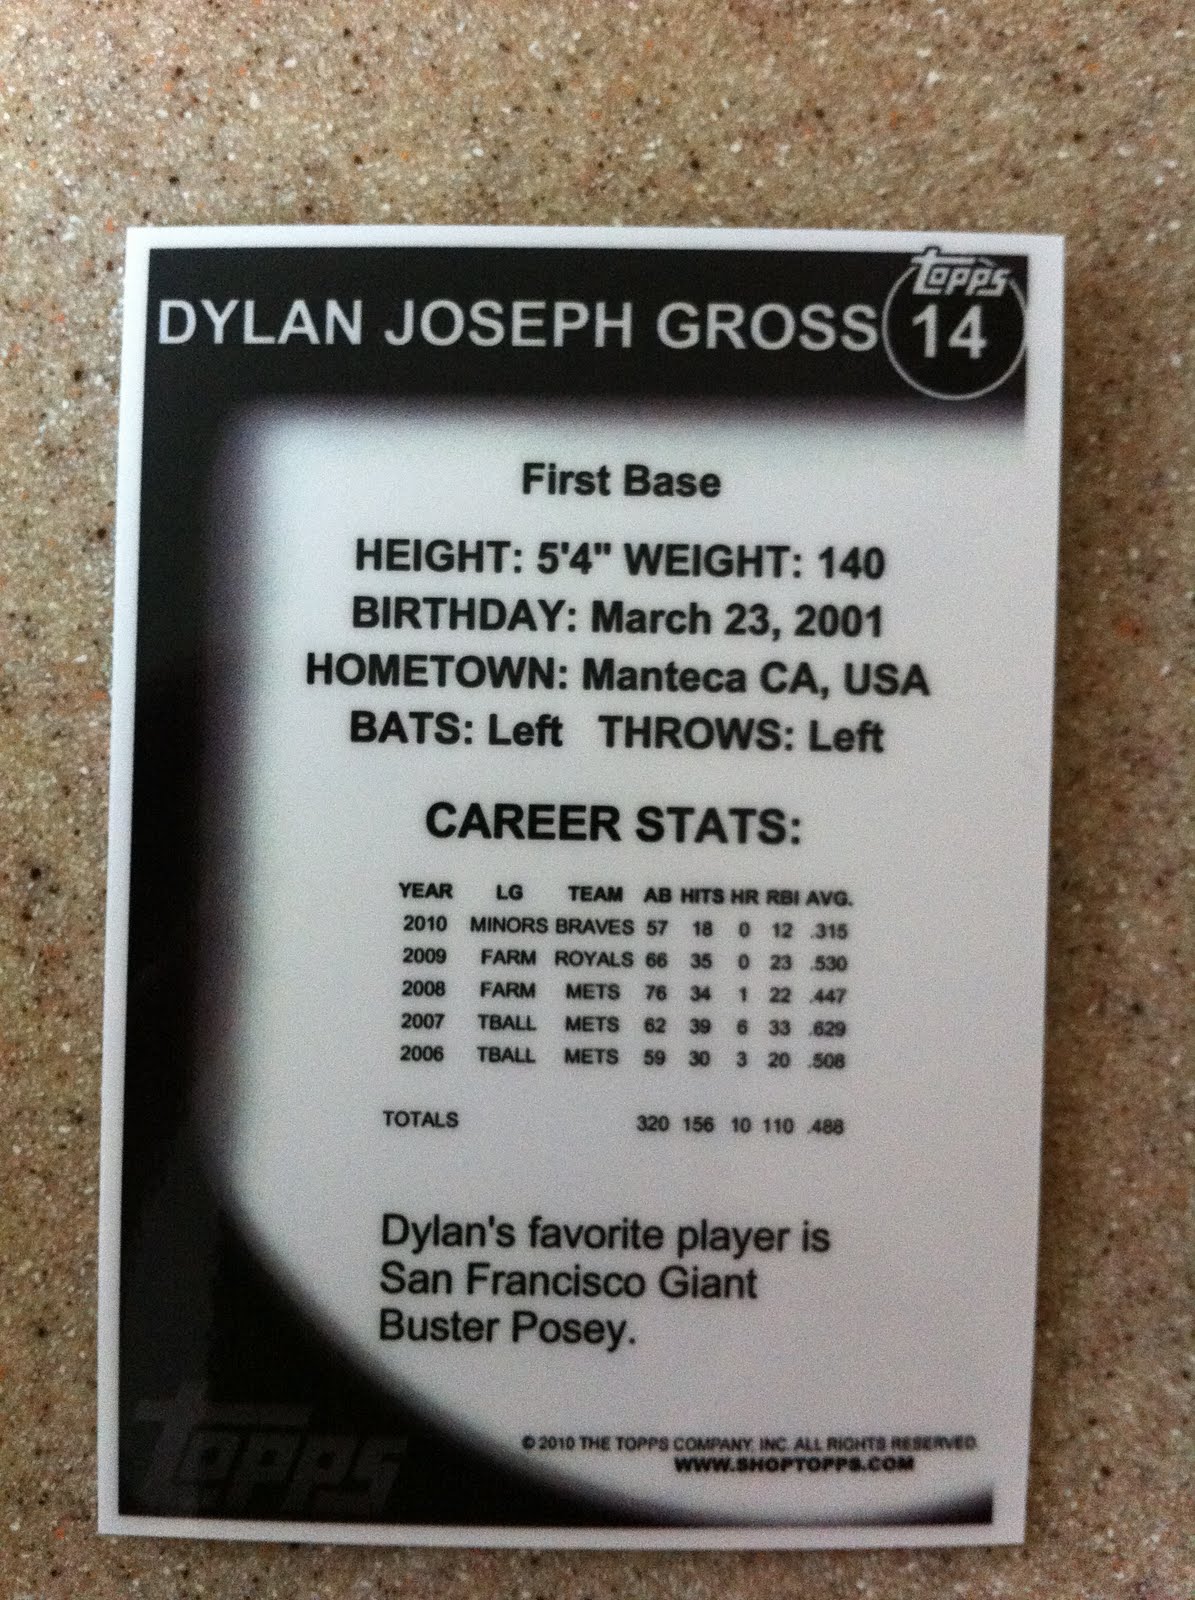 Topps
DYLAN JOSEPH GROSS 14
First Base
HEIGHT: 5'4" WEIGHT: 140
BIRTHDAY: March 23, 2001
HOMETOWN: Manteca CA, USA
BATS: Left THROWS: Left
CAREER STATS:
YEAR LG TEAM AB HITS HR RBI AVG.
2010 MINORS BRAVES 57 18 0 12 .315
2009 FARM ROYALS 66 35 0 23 .530
2008 FARM METS 76 34 1 22 .447
2007 TBALL METS 62 39 6 33 .629
2006 TBALL METS 59 30 3 20 .508
TOTALS 320 156 10 110 .488
Dylan's favorite player is
San Francisco Giant
Buster Posey.
Topps
© 2010 THE TOPPS COMPANY, INC. ALL RIGHTS RESERVED.
WWW.SHOPTOPPS.COM